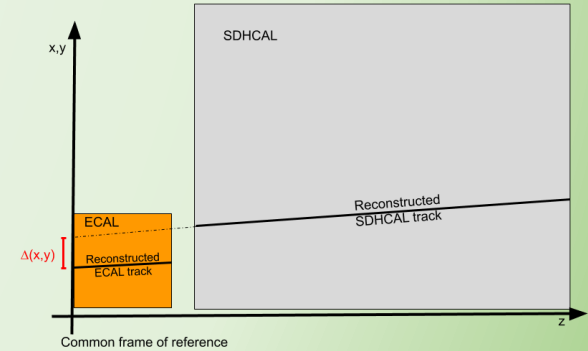 x,y
SDHCAL
Reconstructed
SDHCAL track
ECAL
Δ(x,y)
Reconstructed
ECAL track
z
Common frame of reference